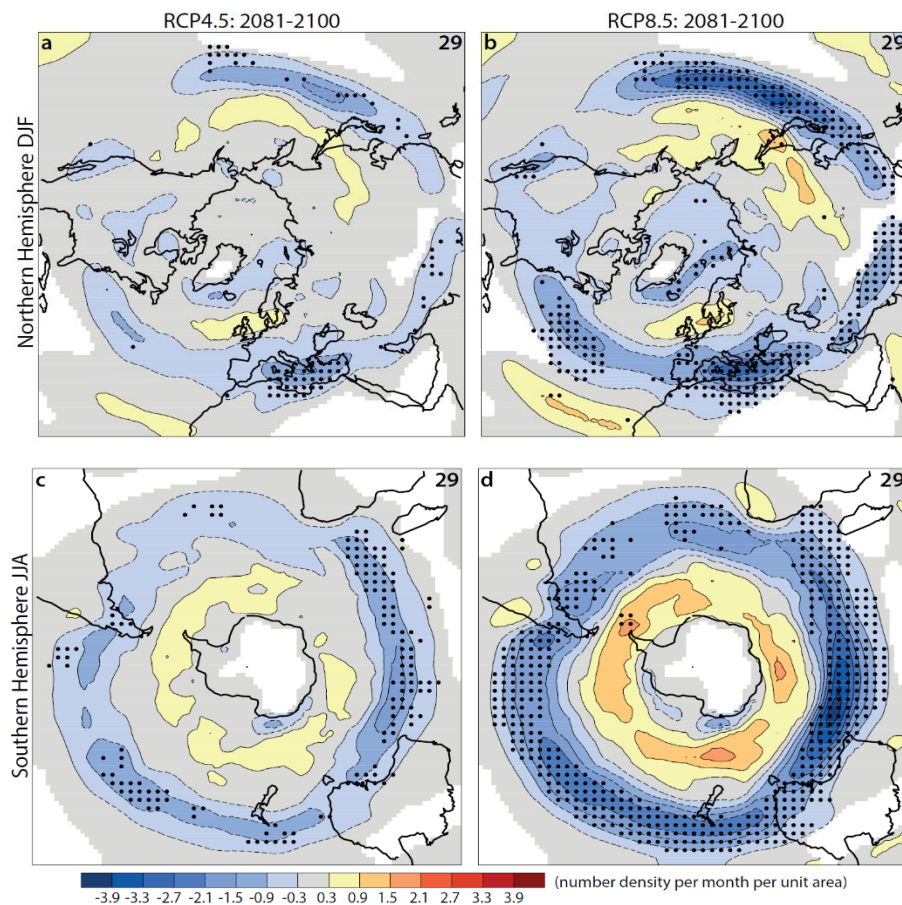 RCP4.5: 2081-2100
RCP8.5: 2081-2100
Northern Hemisphere DJF
a
29
b
29
Southern Hemisphere JJA
c
29
d
29
-3.9 -3.3 -2.7 -2.1 -1.5 -0.9 -0.3 0.3 0.9 1.5 2.1 2.7 3.3 3.9
(number density per month per unit area)